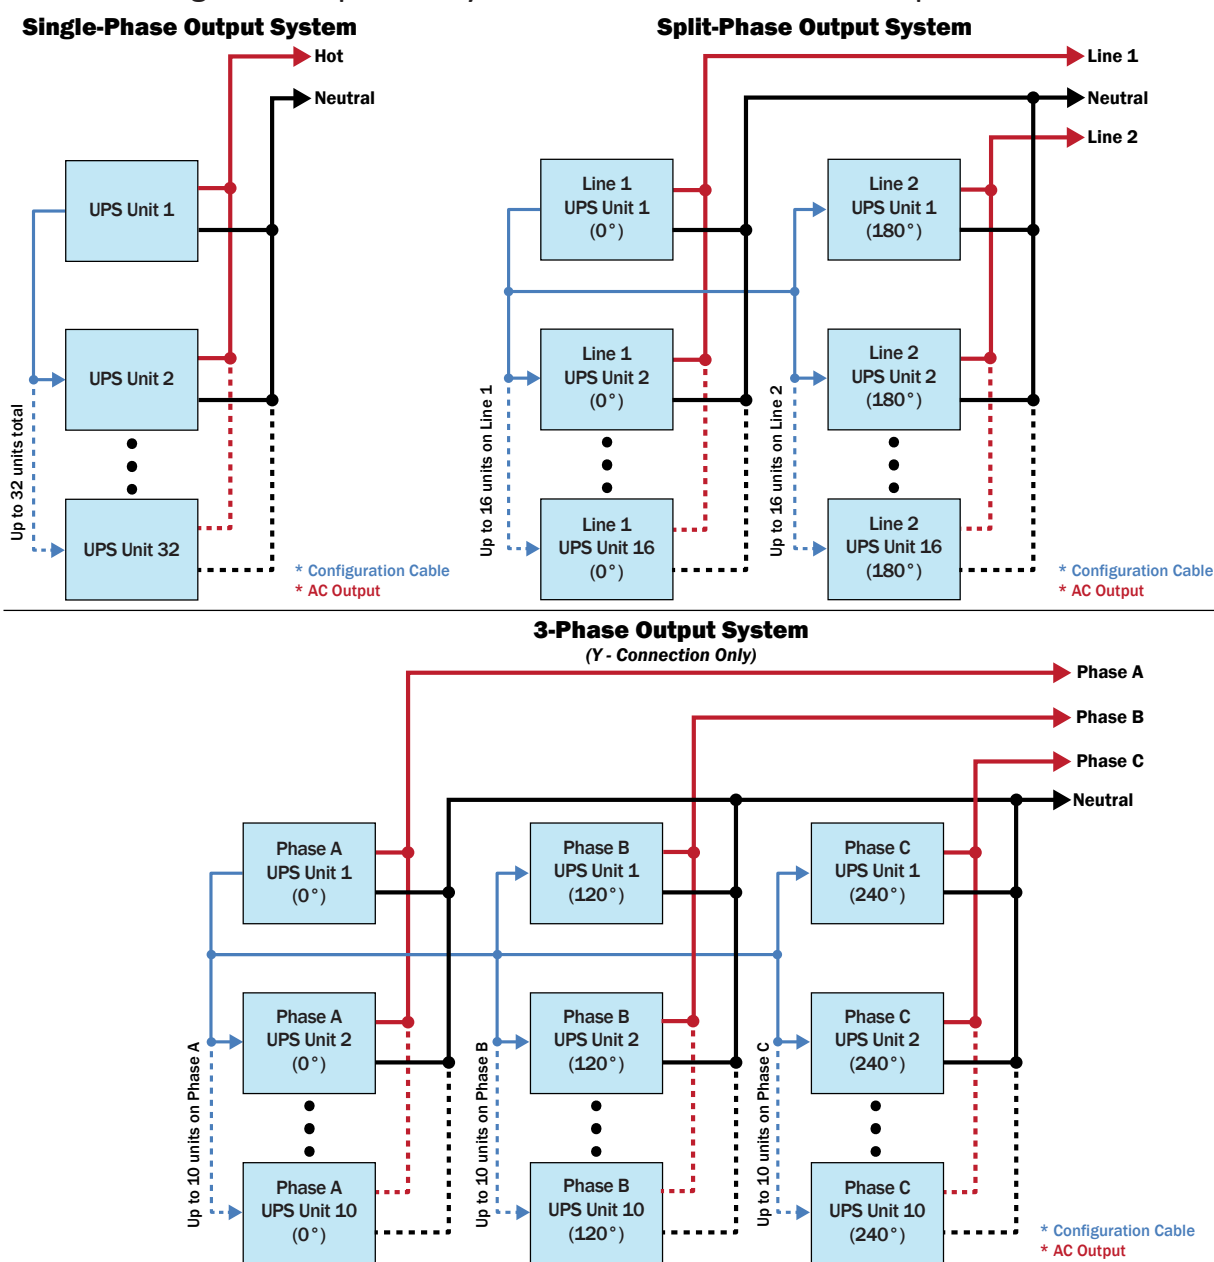 Single-Phase Output System
Hot
Neutral
UPS Unit 1
UPS Unit 2
UPS Unit 32
Up to 32 units total
* Configuration Cable
* AC Output
Split-Phase Output System
Line 1
Neutral
Line 2
Line 1
UPS Unit 1
(0°)
Line 2
UPS Unit 1
(180°)
Line 1
UPS Unit 2
(0°)
Line 2
UPS Unit 2
(180°)
Up to 16 units on Line 1
Up to 16 units on Line 2
Line 1
UPS Unit 16
(0°)
Line 2
UPS Unit 16
(180°)
* Configuration Cable
* AC Output
3-Phase Output System
(Y - Connection Only)
Phase A
Phase B
Phase C
Neutral
Phase A
UPS Unit 1
(0°)
Phase B
UPS Unit 1
(120°)
Phase C
UPS Unit 1
(240°)
Phase A
UPS Unit 2
(0°)
Phase B
UPS Unit 2
(120°)
Phase C
UPS Unit 2
(240°)
Up to 10 units on Phase A
Up to 10 units on Phase B
Up to 10 units on Phase C
Phase A
UPS Unit 10
(0°)
Phase B
UPS Unit 10
(120°)
Phase C
UPS Unit 10
(240°)
* Configuration Cable
* AC Output